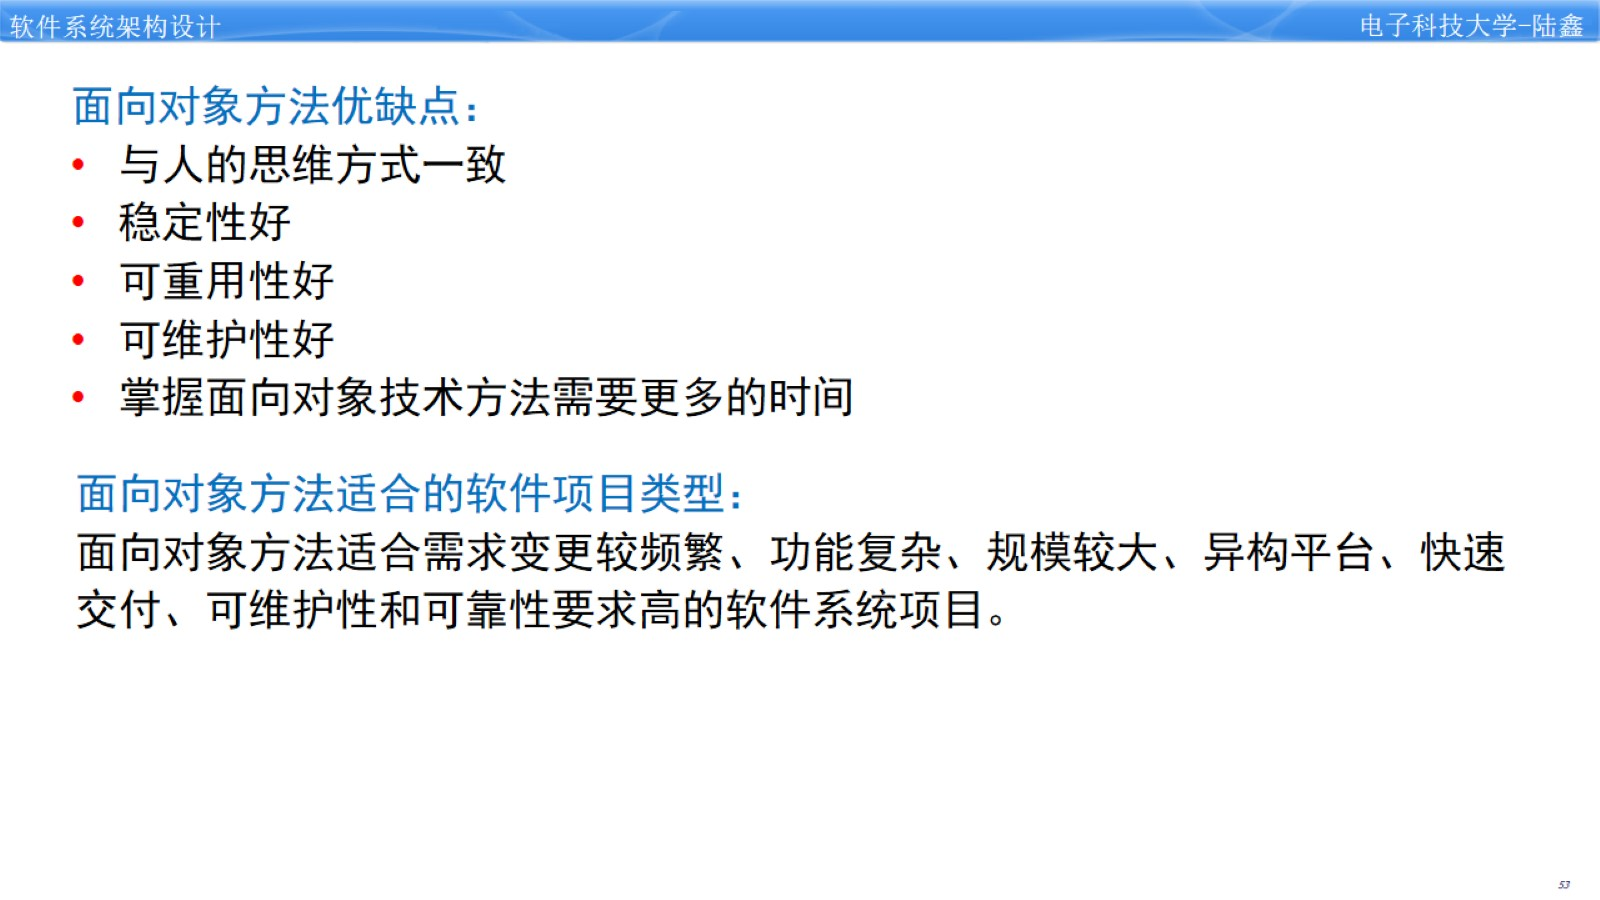 软件系统架构设计
电子科技大学-陆鑫
面向对象方法优缺点：
• 与人的思维方式一致
• 稳定性好
• 可重用性好
• 可维护性好
• 掌握面向对象技术方法需要更多的时间
面向对象方法适合的软件项目类型：
面向对象方法适合需求变更较频繁、功能复杂、规模较大、异构平台、快速
交付、可维护性和可靠性要求高的软件系统项目。
53